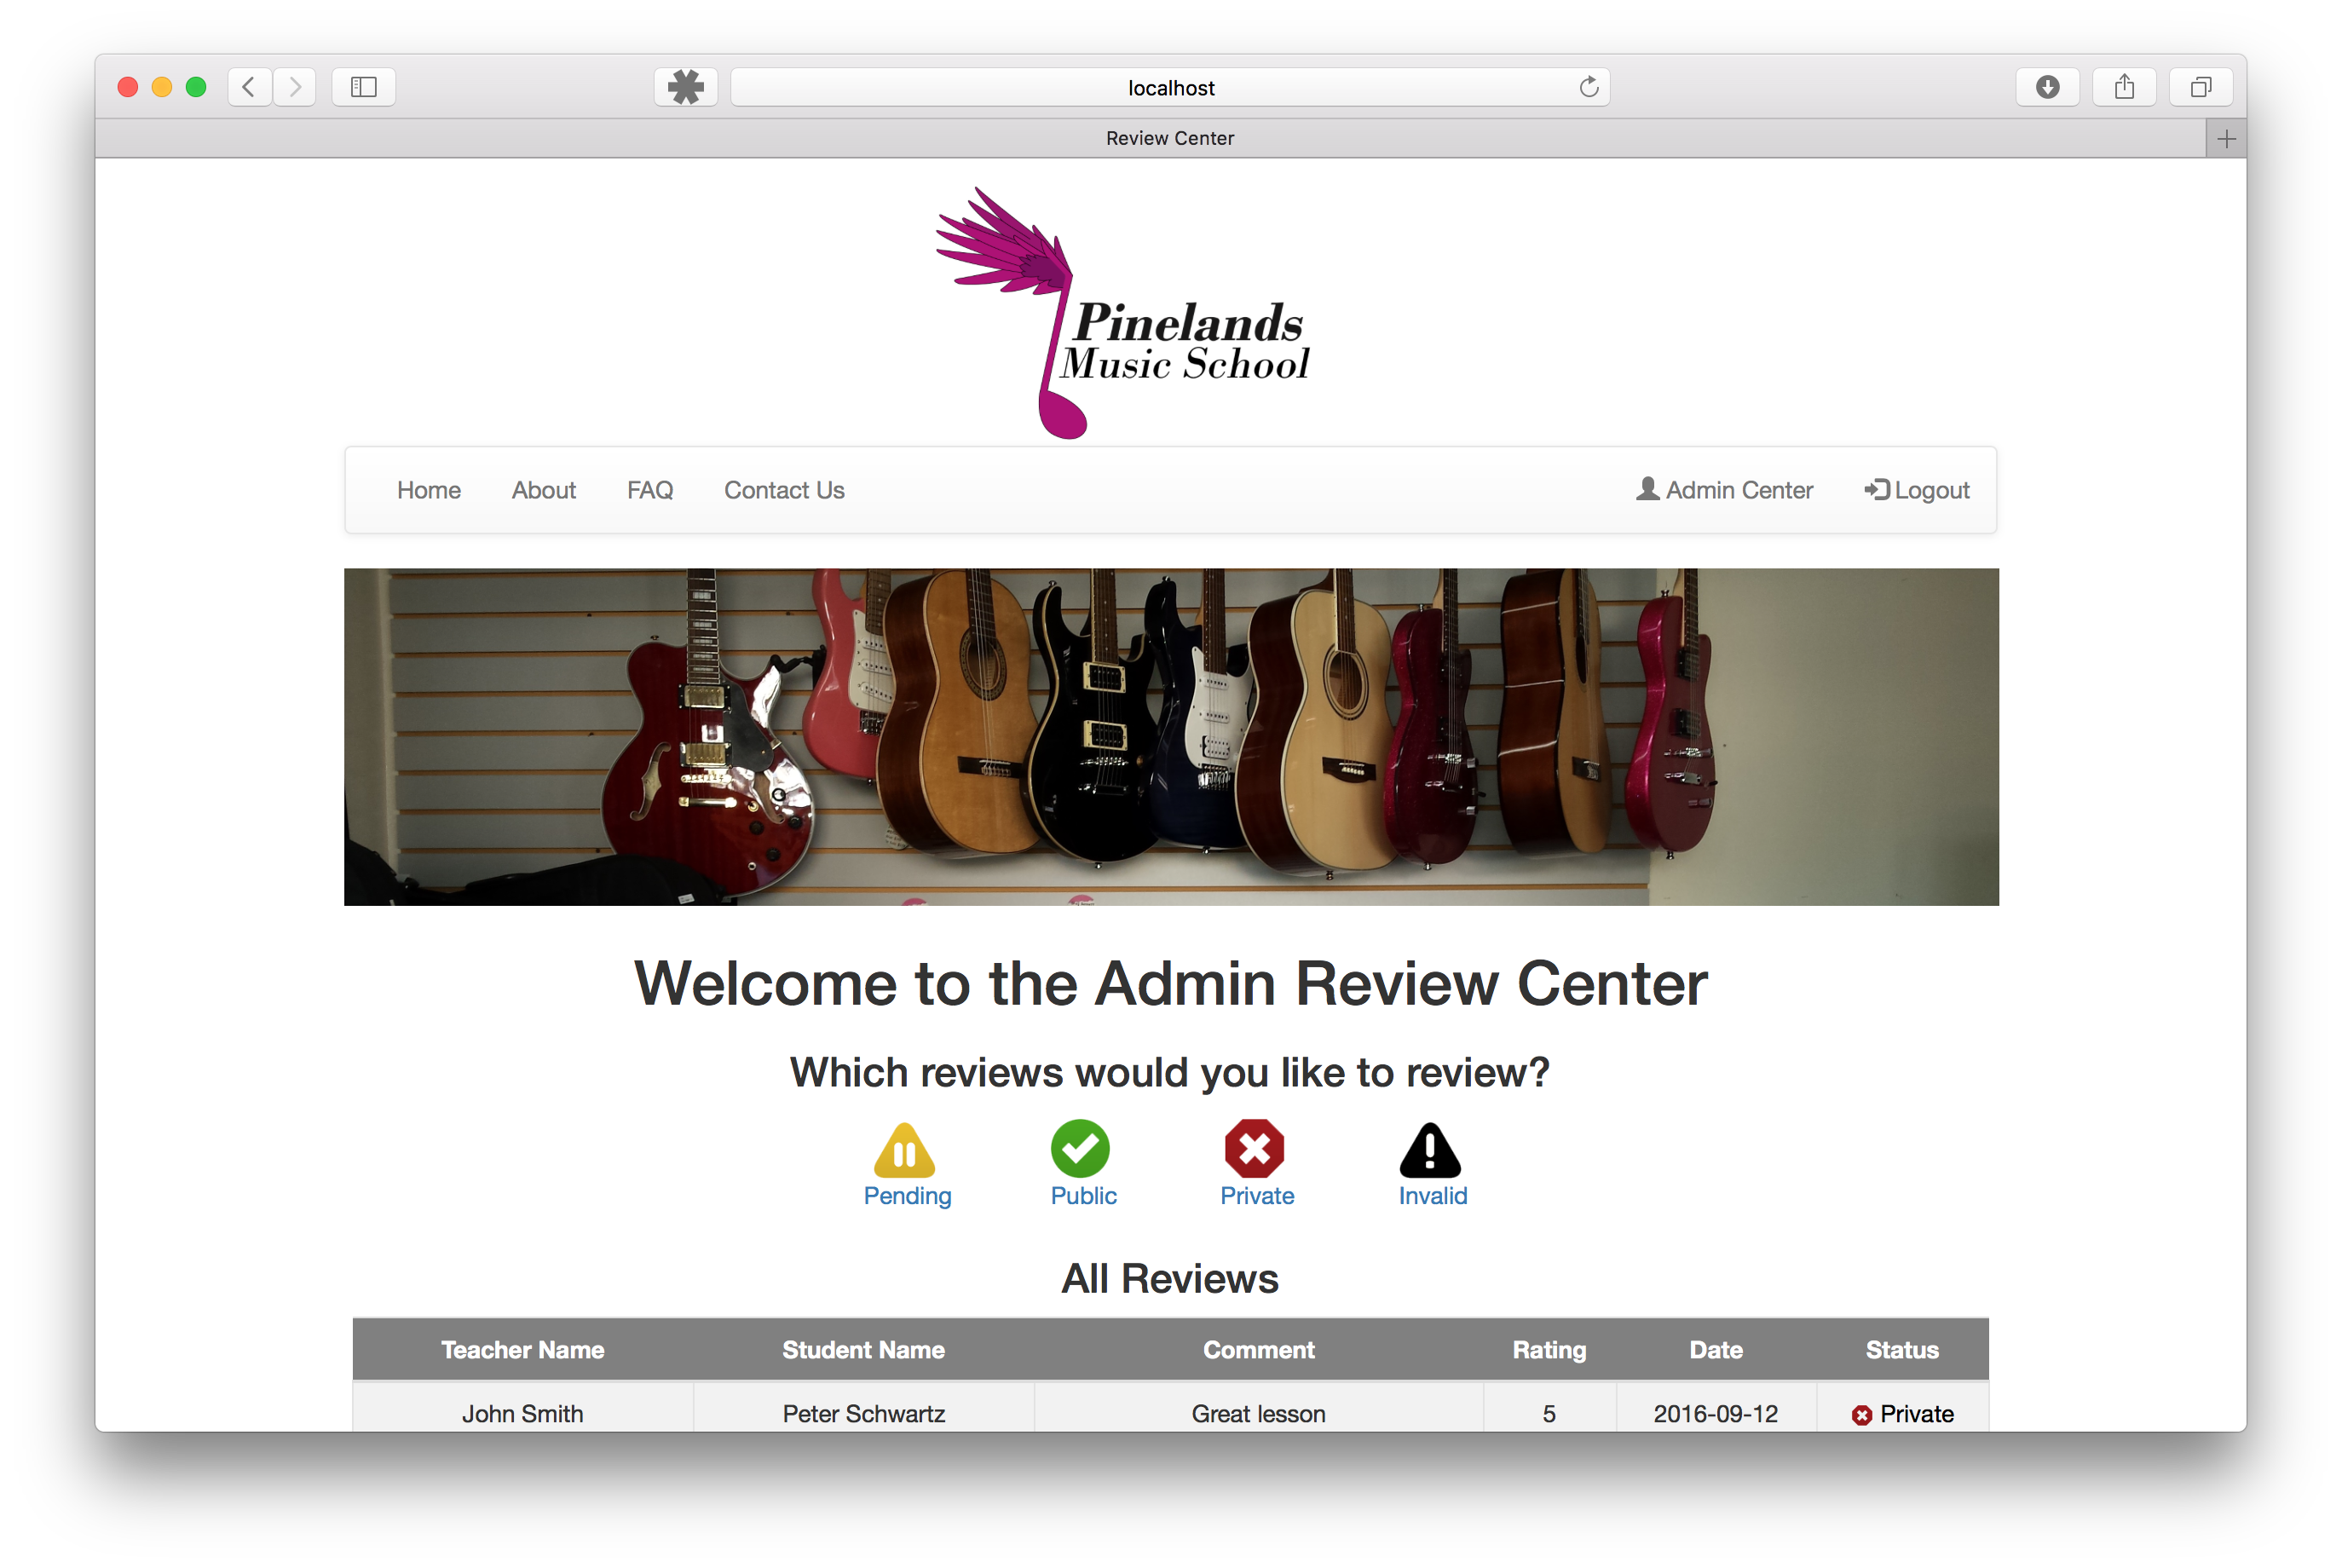 localhost
Review Center
Pinelands
Music School
Home About FAQ Contact Us Admin Center Logout
Welcome to the Admin Review Center
Which reviews would you like to review?
Pending Public Private Invalid
All Reviews
Teacher Name Student Name Comment Rating Date Status
John Smith Peter Schwartz Great lesson 5 2016-09-12 Private